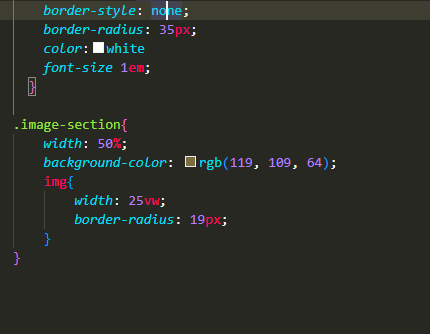 border-style: none;
border-radius: 35px;
color: white
font-size 1em;
}
.image-section{
width: 50%;
background-color: rgb(119, 109, 64);
img{
width: 25vw;
border-radius: 19px;
}
}